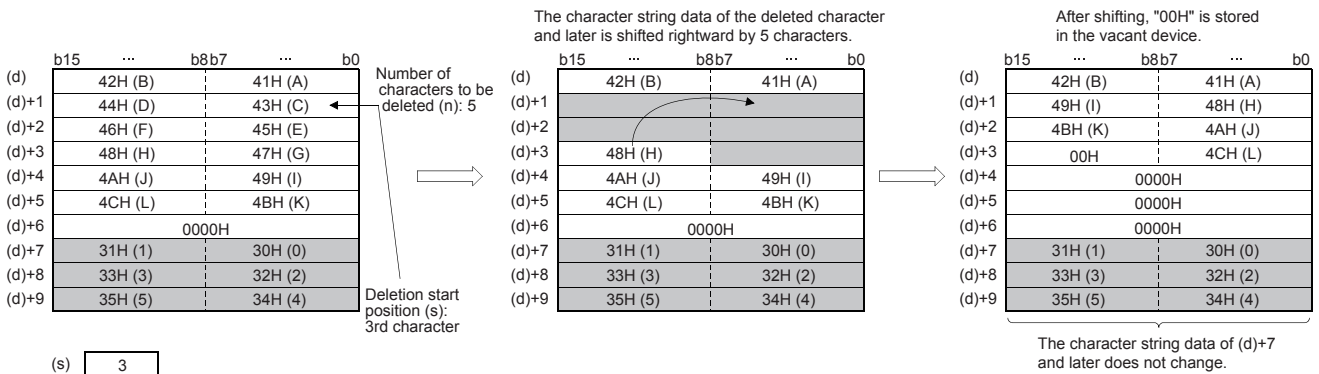 The character string data of the deleted character
and later is shifted rightward by 5 characters.
After shifting, "00H" is stored
in the vacant device.
b15 ... b8b7 ... b0
(d) 42H (B) 41H (A)
(d)+1 44H (D) 43H (C)
(d)+2 46H (F) 45H (E)
(d)+3 48H (H) 47H (G)
(d)+4 4AH (J) 49H (I)
(d)+5 4CH (L) 4BH (K)
(d)+6 0000H
(d)+7 31H (1) 30H (0)
(d)+8 33H (3) 32H (2)
(d)+9 35H (5) 34H (4)
Number of
characters to be
deleted (n): 5
Deletion start
position (s):
3rd character
(s) 3
b15 ... b8b7 ... b0
(d) 42H (B) 41H (A)
(d)+1
(d)+2
(d)+3 48H (H)
(d)+4 4AH (J) 49H (I)
(d)+5 4CH (L) 4BH (K)
(d)+6 0000H
(d)+7 31H (1) 30H (0)
(d)+8 33H (3) 32H (2)
(d)+9 35H (5) 34H (4)
b15 ... b8b7 ... b0
(d) 42H (B) 41H (A)
(d)+1 49H (I) 48H (H)
(d)+2 4BH (K) 4AH (J)
(d)+3 00H 4CH (L)
(d)+4 0000H
(d)+5 0000H
(d)+6 0000H
(d)+7 31H (1) 30H (0)
(d)+8 33H (3) 32H (2)
(d)+9 35H (5) 34H (4)
The character string data of (d)+7
and later does not change.